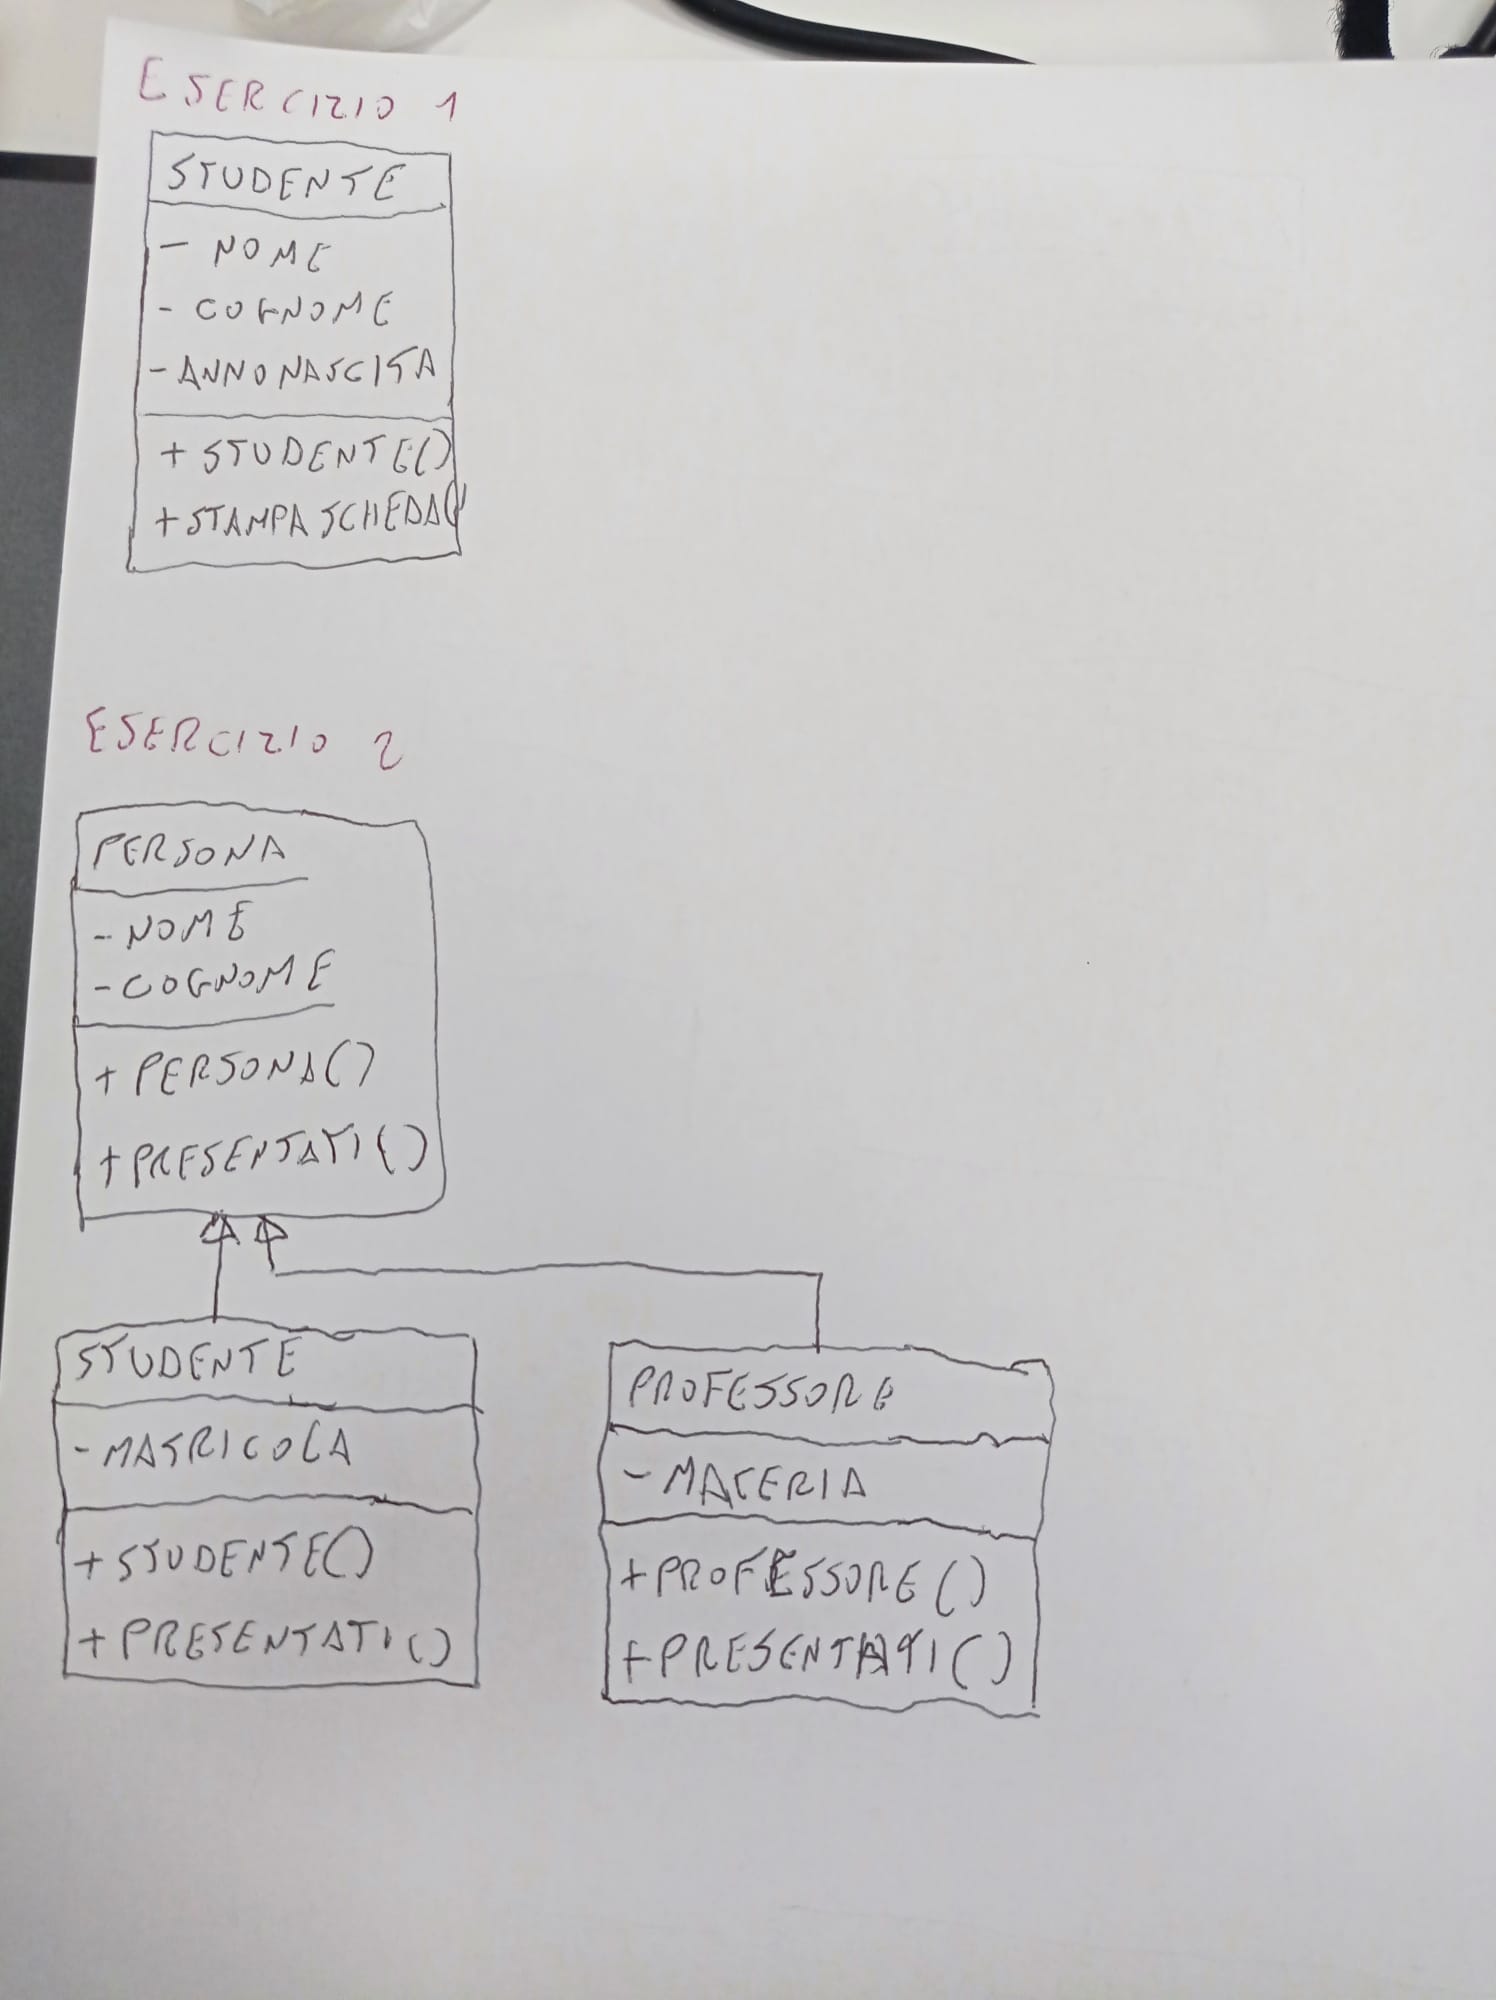 ESERCIZIO 1
STUDENTE
- NOME
- COGNOME
- ANNONASCITA
+ STUDENTE()
+ STAMPASCHEDA()
ESERCIZIO 2
PERSONA
- NOME
- COGNOME
+ PERSONA()
+ PRESENTATI()
STUDENTE
- MATRICOLA
+ STUDENTE()
+ PRESENTATI()
PROFESSORE
- MATERIA
+ PROFESSORE()
+ PRESENTATI()